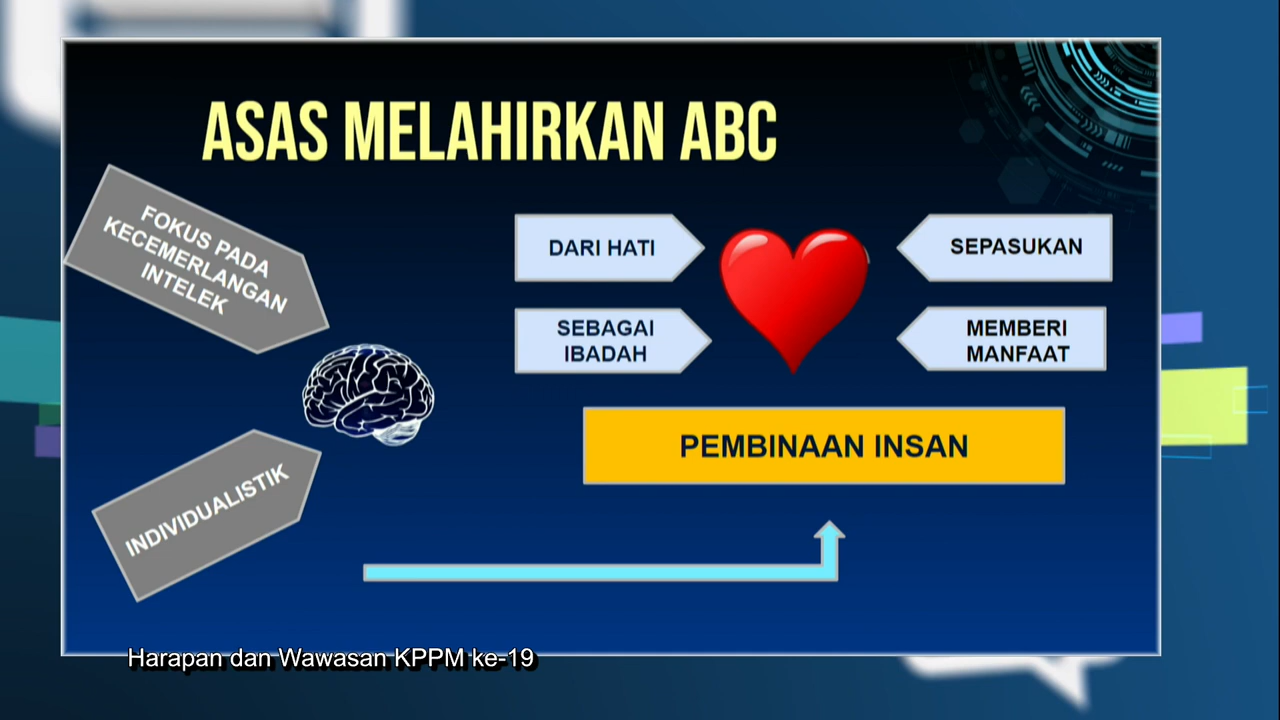 ASAS MELAHIRKAN ABC
FOKUS PADA
KECEMERLANGAN
INTELEK
INDIVIDUALISTIK
DARI HATI
SEBAGAI
IBADAH
SEPASUKAN
MEMBERI
MANFAAT
PEMBINAAN INSAN
Harapan dan Wawasan KPPM ke-19